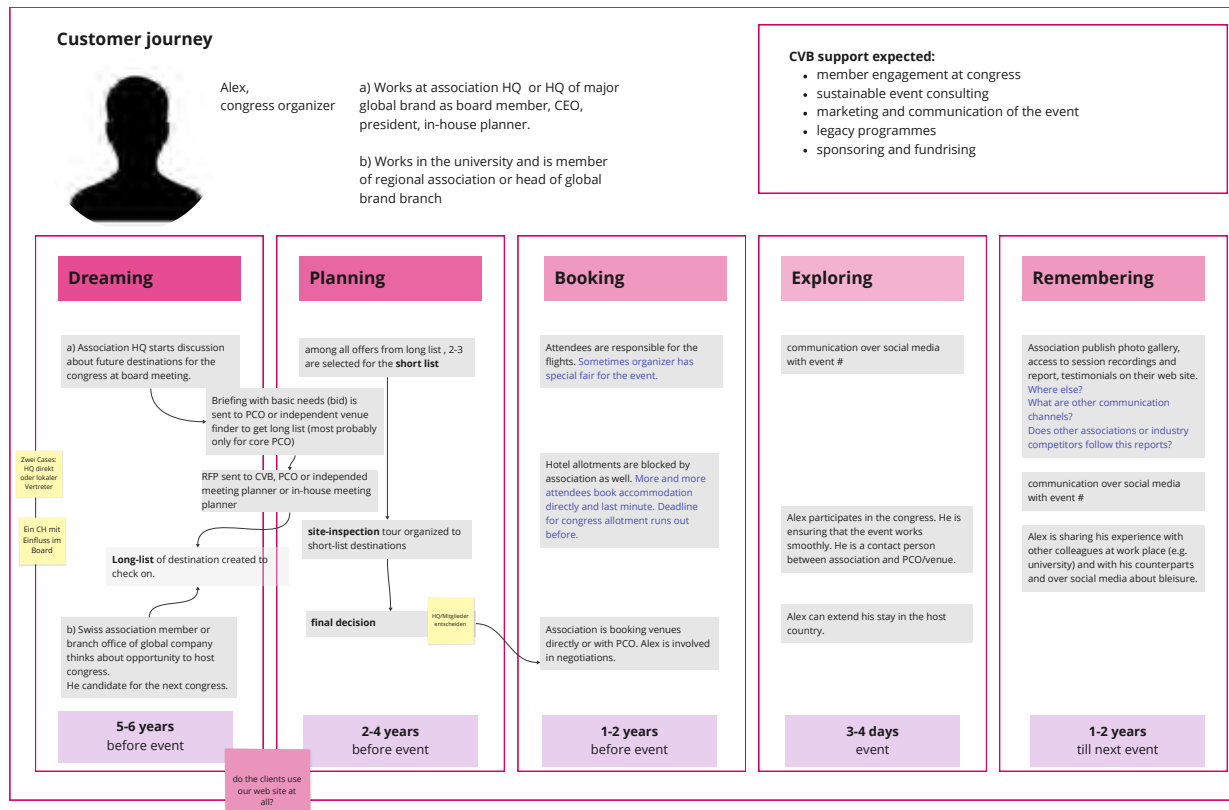 Customer journey
Alex,
congress organizer
a) Works at association HQ or HQ of major
global brand as board member, CEO,
president, in-house planner.
b) Works in the university and is member
of regional association or head of global
brand branch
CVB support expected:
• member engagement at congress
• sustainable event consulting
• marketing and communication of the event
• legacy programmes
• sponsoring and fundrising
Dreaming
a) Association HQ starts discussion
about future destinations for the
congress at board meeting.
Briefing with basic needs (bid) is
sent to PCO or independent venue
finder to get long list (most probably
only for core PCO)
Zwei Cases:
HQ direkt
oder lokaler
Vertreter
RFP sent to CVB, PCO or independed
meeting planner or in-house meeting
planner
Ein CH mit
Einfluss im
Board
Long-list of destination created to
check on.
b) Swiss association member or
branch office of global company
thinks about opportunity to host
congress.
He candidate for the next congress.
5-6 years
before event
do the clients use
our web site at
all?
Planning
among all offers from long list , 2-3
are selected for the short list
site-inspection tour organized to
short-list destinations
final decision
HQ/Mitglieder
entscheiden
2-4 years
before event
Booking
Attendees are responsible for the
flights. Sometimes organizer has
special fair for the event.
Hotel allotments are blocked by
association as well. More and more
attendees book accommodation
directly and last minute. Deadline
for congress allotment runs out
before.
Association is booking venues
directly or with PCO. Alex is involved
in negotiations.
1-2 years
before event
Exploring
communication over social media
with event #
Alex participates in the congress. He is
ensuring that the event works
smoothly. He is a contact person
between association and PCO/venue.
Alex can extend his stay in the host
country.
3-4 days
event
Remembering
Association publish photo gallery,
access to session recordings and
report, testimonials on their web site.
Where else?
What are other communication
channels?
Does other associations or industry
competitors follow this reports?
communication over social media
with event #
Alex is sharing his experience with
other colleagues at work place (e.g.
university) and with his counterparts
and over social media about bleisure.
1-2 years
till next event